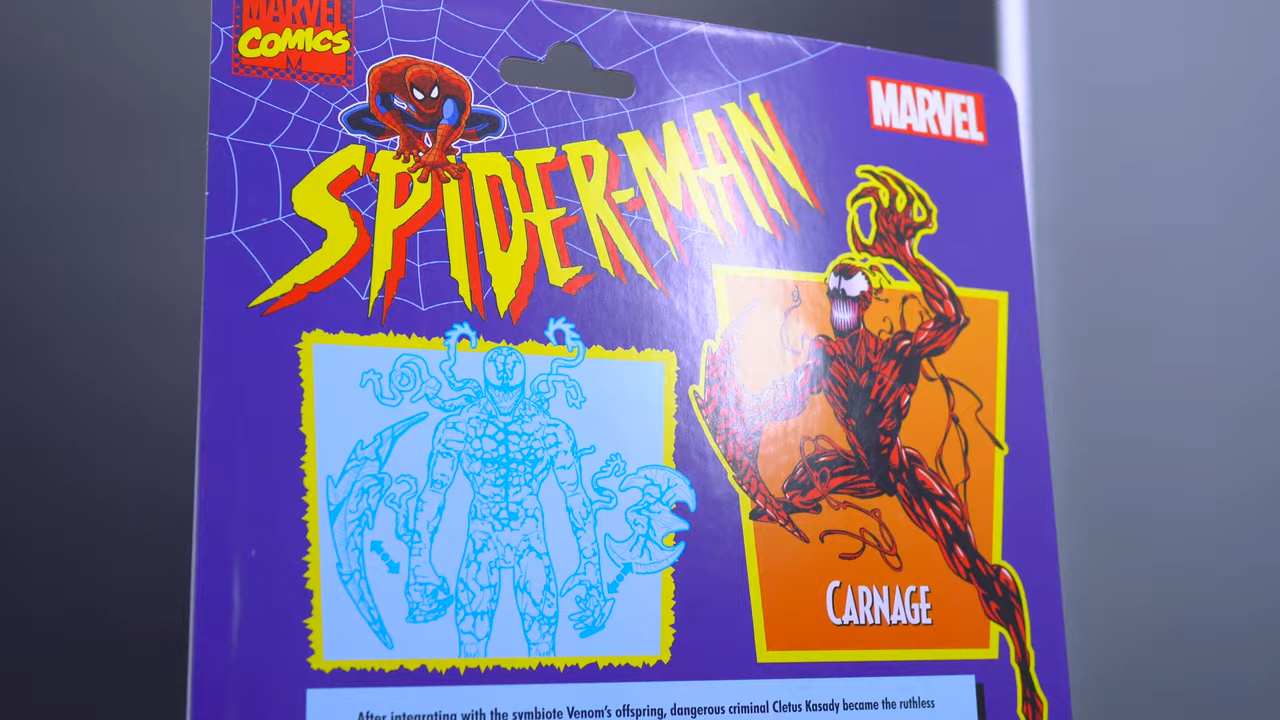 MARVEL
COMICS
M
MARVEL
SPIDER-MAN
CARNAGE
After integrating with the symbiote Venom's offspring, dangerous criminal Cletus Kasady became the ruthless